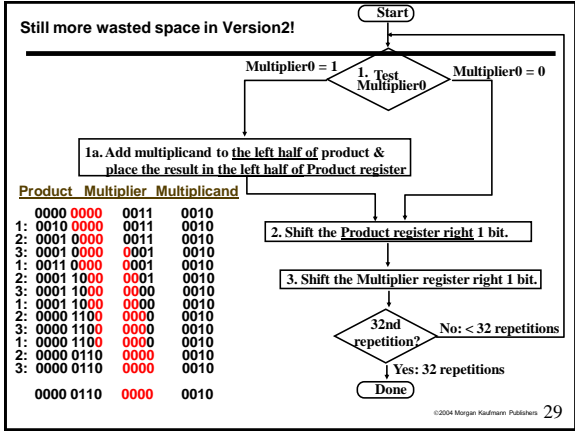 Still more wasted space in Version2!
Start
Multiplier0 = 1
1. Test
Multiplier0
Multiplier0 = 0
1a. Add multiplicand to the left half of product &
place the result in the left half of Product register
Product Multiplier Multiplicand
0000 0000 0011 0010
1: 0010 0000 0011 0010
2: 0001 0000 0011 0010
3: 0001 0000 0001 0010
1: 0011 0000 0001 0010
2: 0001 1000 0001 0010
3: 0001 1000 0000 0010
1: 0001 1000 0000 0010
2: 0000 1100 0000 0010
3: 0000 1100 0000 0010
1: 0000 1100 0000 0010
2: 0000 0110 0000 0010
3: 0000 0110 0000 0010
0000 0110 0000 0010
2. Shift the Product register right 1 bit.
3. Shift the Multiplier register right 1 bit.
32nd
repetition?
No: < 32 repetitions
Yes: 32 repetitions
Done
©2004 Morgan Kaufmann Publishers 29